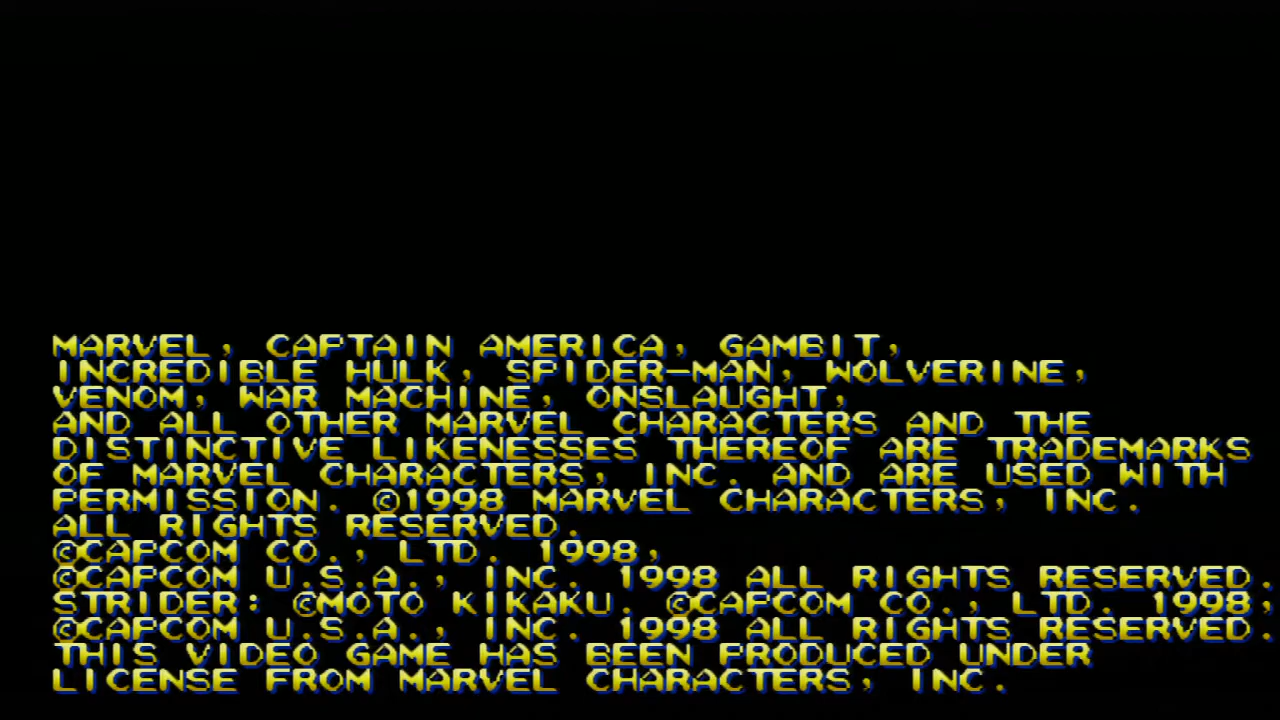 MARVEL, CAPTAIN AMERICA, GAMBIT,
INCREDIBLE HULK, SPIDER-MAN, WOLVERINE,
VENOM, WAR MACHINE, ONSLAUGHT,
AND ALL OTHER MARVEL CHARACTERS AND THE
DISTINCTIVE LIKENESSES THEREOF ARE TRADEMARKS
OF MARVEL CHARACTERS, INC. AND ARE USED WITH
PERMISSION. ©1998 MARVEL CHARACTERS, INC.
ALL RIGHTS RESERVED.
©CAPCOM CO., LTD. 1998,
©CAPCOM U.S.A., INC. 1998 ALL RIGHTS RESERVED.
STRIDER: ©MOTO KIKAKU. ©CAPCOM CO., LTD. 1998,
©CAPCOM U.S.A., INC. 1998 ALL RIGHTS RESERVED.
THIS VIDEO GAME HAS BEEN PRODUCED UNDER
LICENSE FROM MARVEL CHARACTERS, INC.